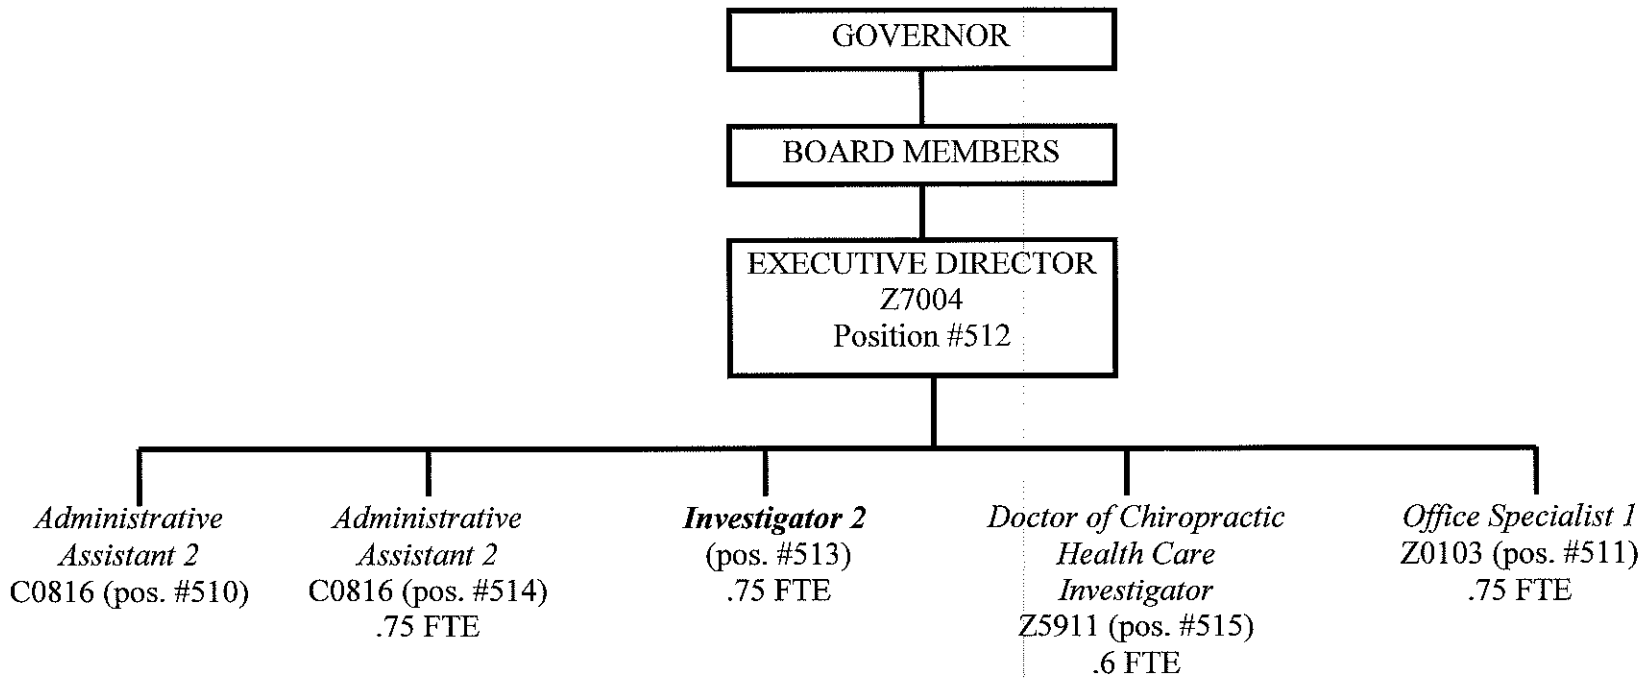 GOVERNOR
BOARD MEMBERS
EXECUTIVE DIRECTOR
Z7004
Position #512
Administrative
Assistant 2
C0816 (pos. #510)
Administrative
Assistant 2
C0816 (pos. #514)
.75 FTE
Investigator 2
(pos. #513)
.75 FTE
Doctor of Chiropractic
Health Care
Investigator
Z5911 (pos. #515)
.6 FTE
Office Specialist 1
Z0103 (pos. #511)
.75 FTE